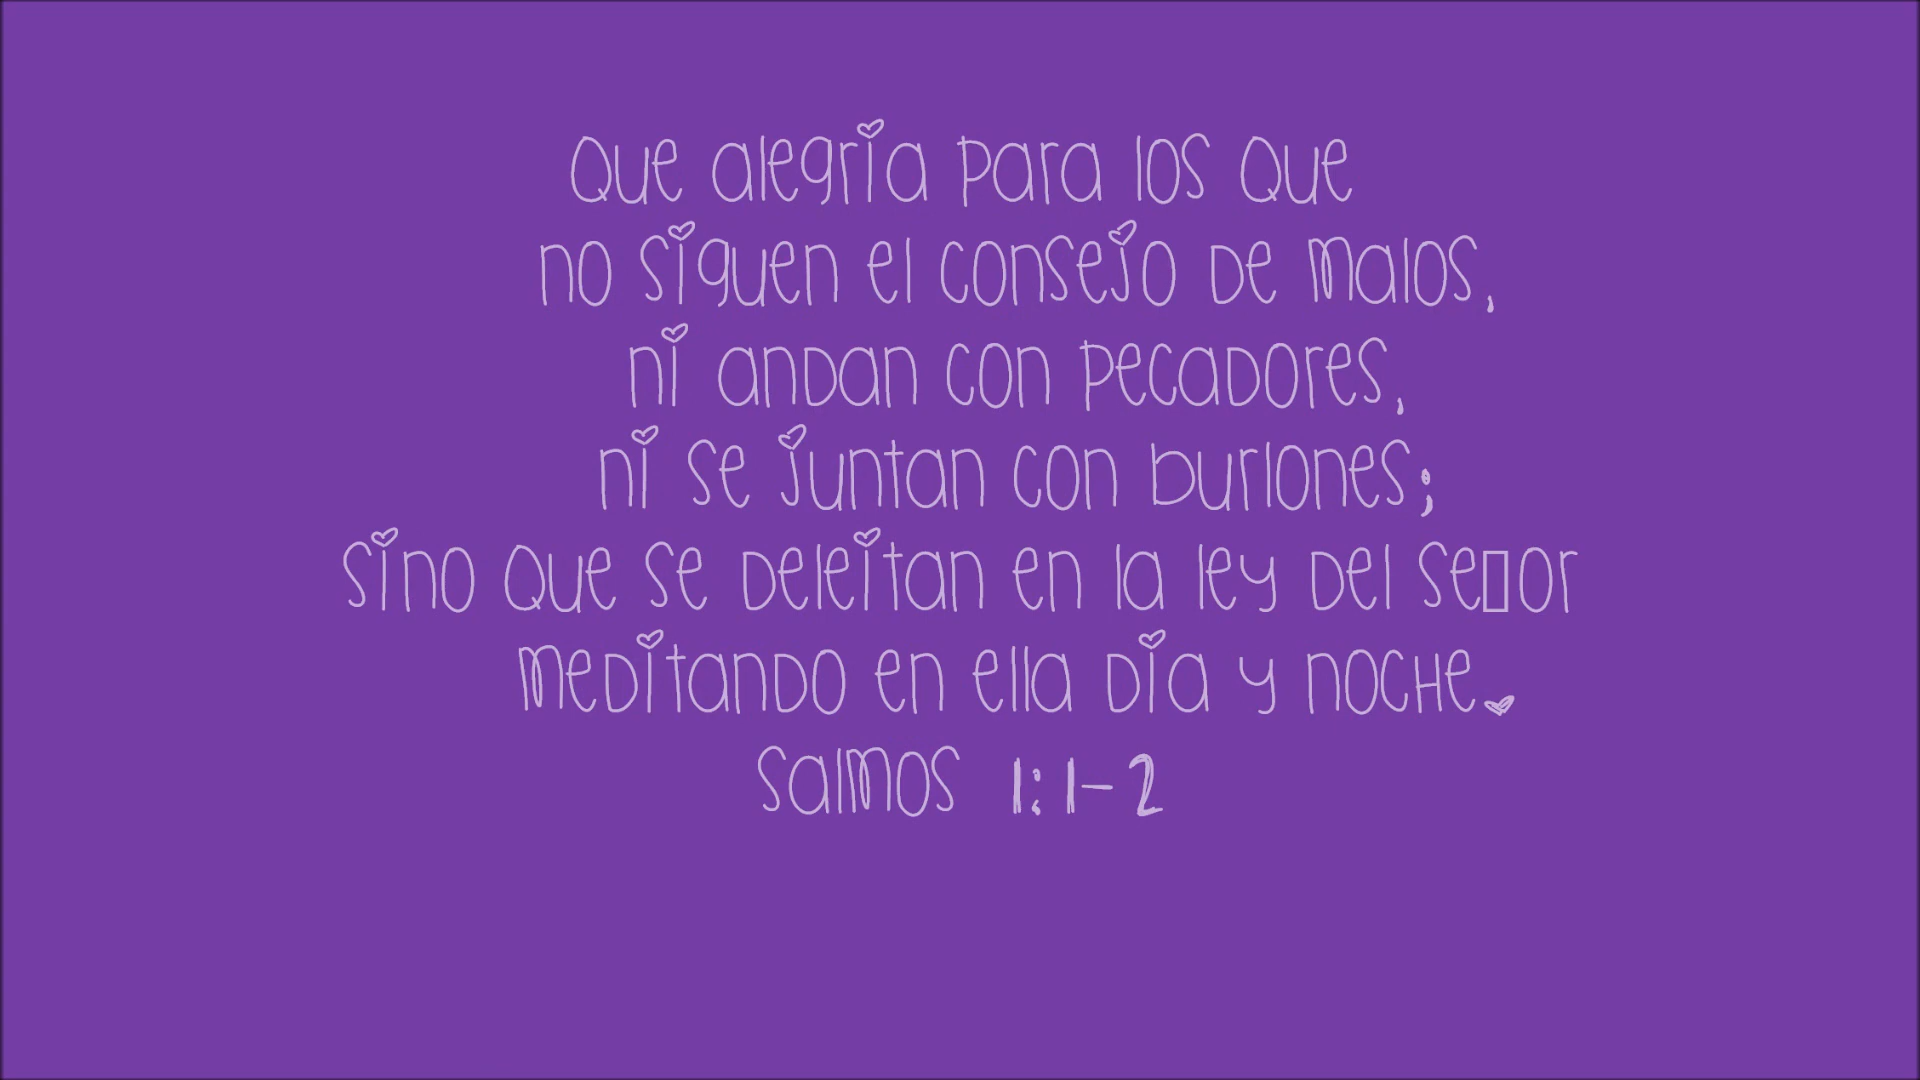 Que alegria para los que
no siguen el consejo de malos,
ni andan con pecadores,
ni se juntan con burlones;
sino que se deleitan en la ley del se▯or
meditando en ella dia y noche.
salmos 1:1-2